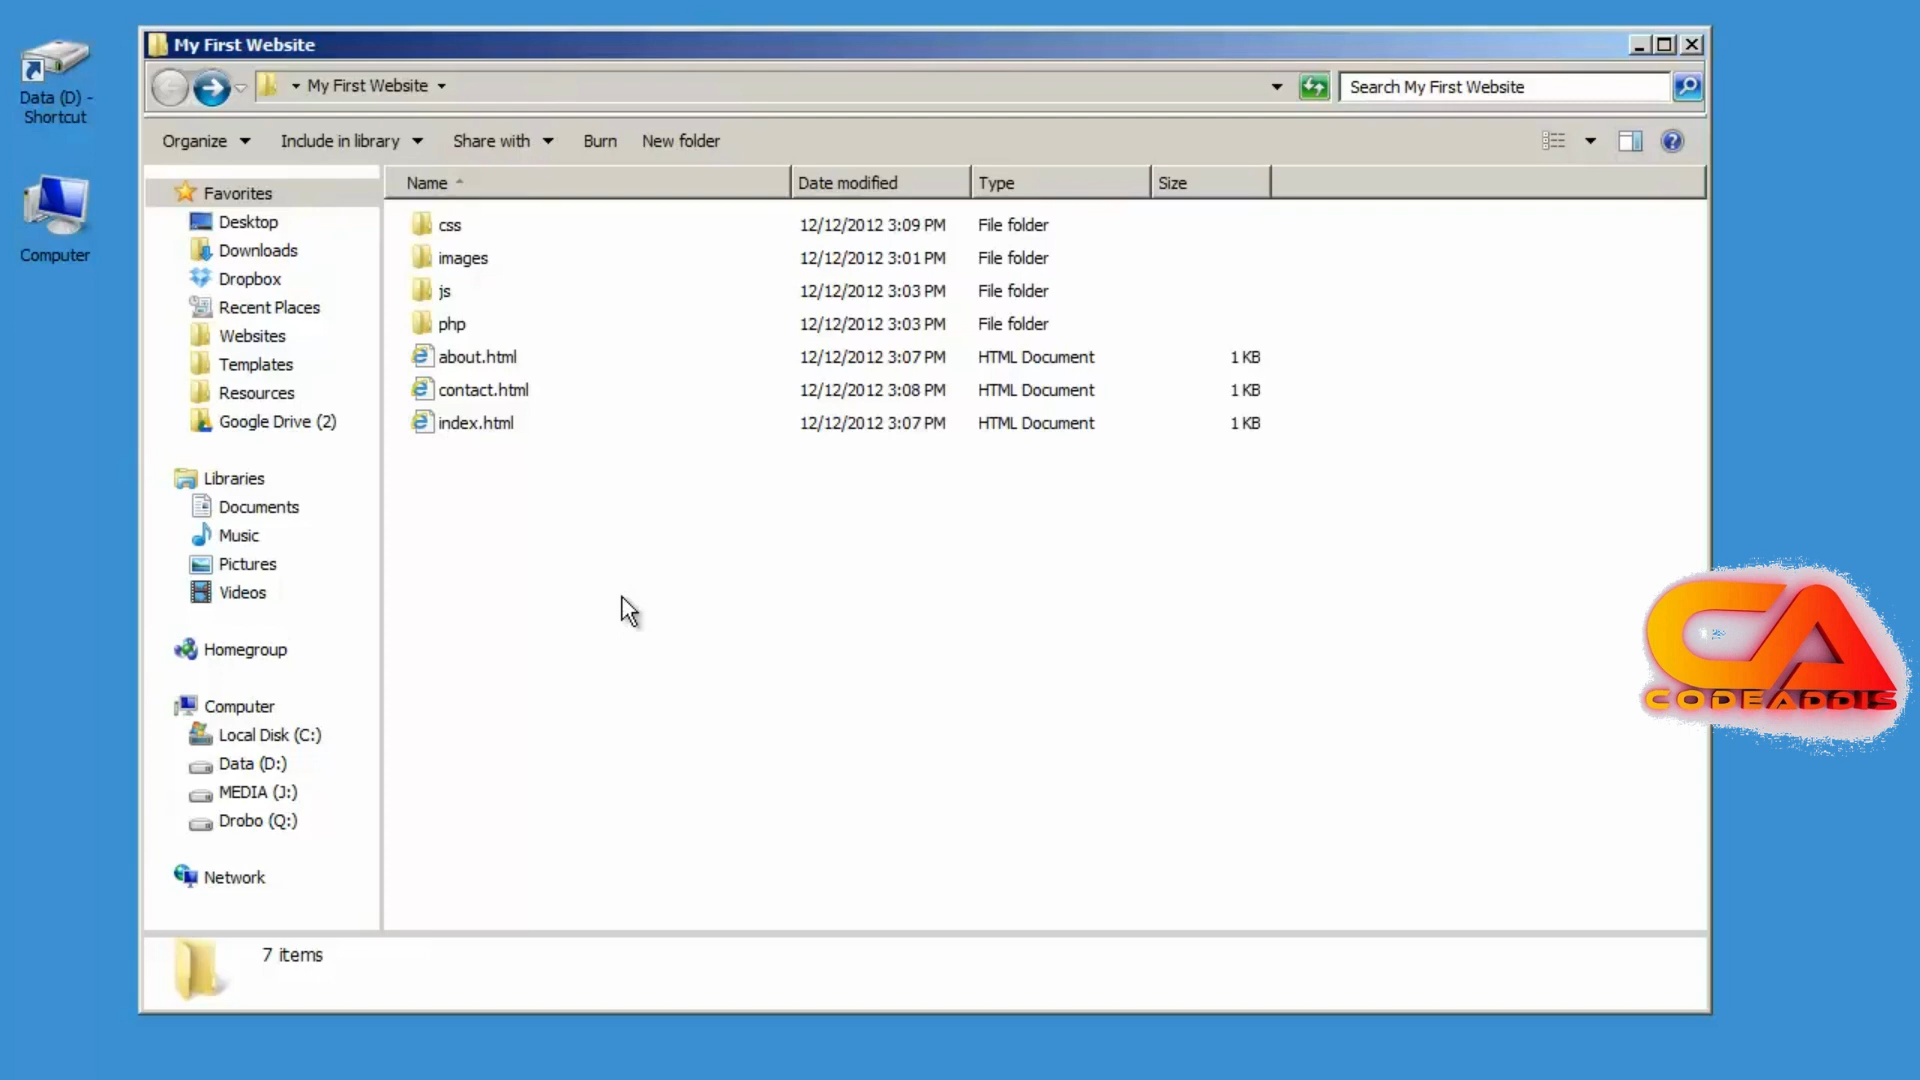 Data (D) -
Shortcut
Computer
My First Website
My First Website
Search My First Website
Organize
Include in library
Share with
Burn
New folder
Name
Date modified
Type
Size
Favorites
Desktop
Downloads
Dropbox
Recent Places
Websites
Templates
Resources
Google Drive (2)
Libraries
Documents
Music
Pictures
Videos
Homegroup
Computer
Local Disk (C:)
Data (D:)
MEDIA (J:)
Drobo (Q:)
Network
css 12/12/2012 3:09 PM File folder
images 12/12/2012 3:01 PM File folder
js 12/12/2012 3:03 PM File folder
php 12/12/2012 3:03 PM File folder
about.html 12/12/2012 3:07 PM HTML Document 1 KB
contact.html 12/12/2012 3:08 PM HTML Document 1 KB
index.html 12/12/2012 3:07 PM HTML Document 1 KB
7 items
CA
CODEADDIS